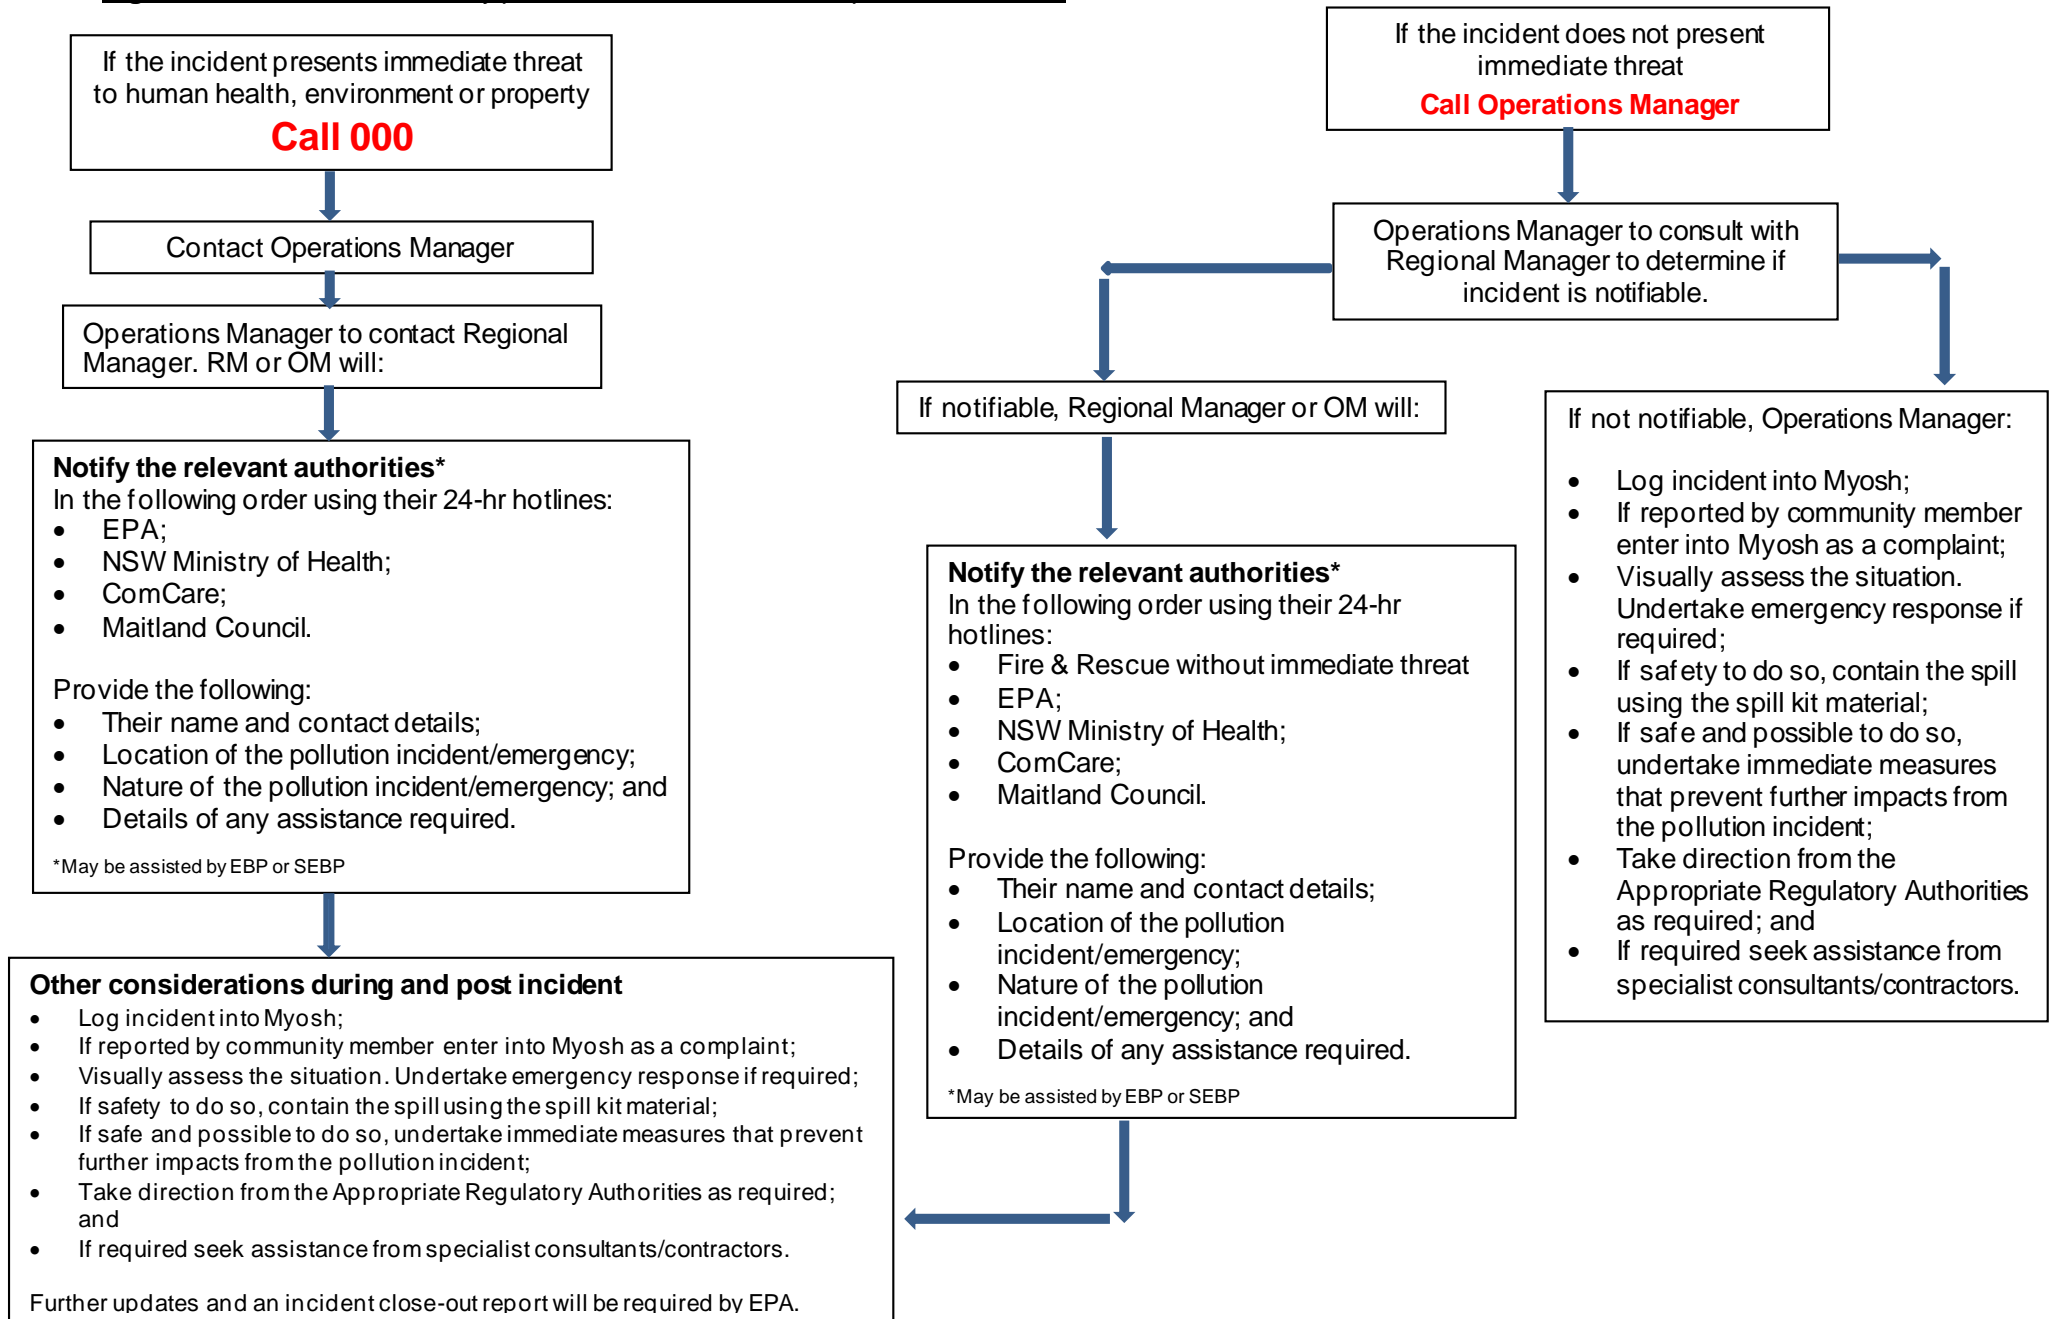 If the incident presents immediate threat
to human health, environment or property
Call 000
Contact Operations Manager
Operations Manager to contact Regional
Manager. RM or OM will:
Notify the relevant authorities*
In the following order using their 24-hr hotlines:
• EPA;
• NSW Ministry of Health;
• ComCare;
• Maitland Council.
Provide the following:
• Their name and contact details;
• Location of the pollution incident/emergency;
• Nature of the pollution incident/emergency; and
• Details of any assistance required.
*May be assisted by EBP or SEBP
Other considerations during and post incident
• Log incident into Myosh;
• If reported by community member enter into Myosh as a complaint;
• Visually assess the situation. Undertake emergency response if required;
• If safety to do so, contain the spill using the spill kit material;
• If safe and possible to do so, undertake immediate measures that prevent
further impacts from the pollution incident;
• Take direction from the Appropriate Regulatory Authorities as required;
and
• If required seek assistance from specialist consultants/contractors.
Further updates and an incident close-out report will be required by EPA.
If the incident does not present
immediate threat
Call Operations Manager
Operations Manager to consult with
Regional Manager to determine if
incident is notifiable.
If notifiable, Regional Manager or OM will:
Notify the relevant authorities*
In the following order using their 24-hr
hotlines:
• Fire & Rescue without immediate threat
• EPA;
• NSW Ministry of Health;
• ComCare;
• Maitland Council.
Provide the following:
• Their name and contact details;
• Location of the pollution
incident/emergency;
• Nature of the pollution
incident/emergency; and
• Details of any assistance required.
*May be assisted by EBP or SEBP
If not notifiable, Operations Manager:
• Log incident into Myosh;
• If reported by community member
enter into Myosh as a complaint;
• Visually assess the situation.
Undertake emergency response if
required;
• If safety to do so, contain the spill
using the spill kit material;
• If safe and possible to do so,
undertake immediate measures
that prevent further impacts from
the pollution incident;
• Take direction from the
Appropriate Regulatory Authorities
as required; and
• If required seek assistance from
specialist consultants/contractors.